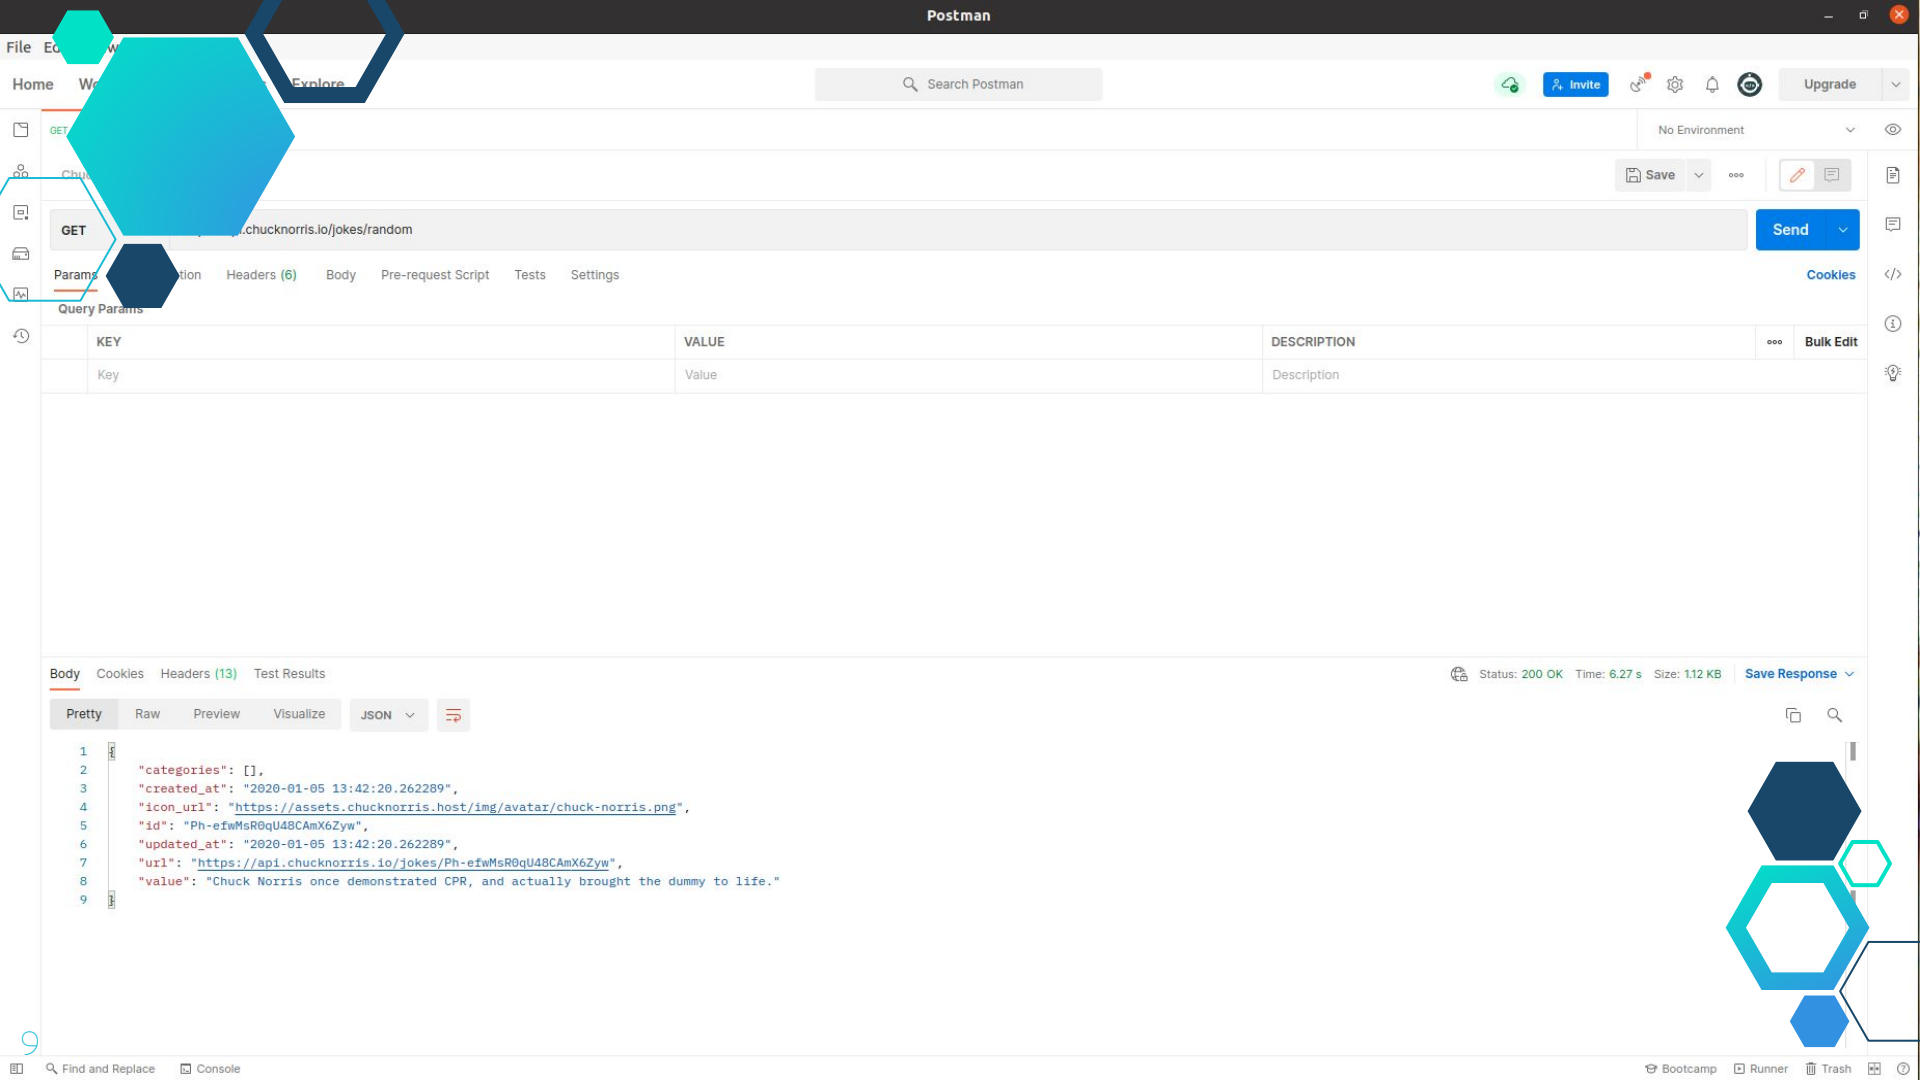 Postman
File
Home Explore Search Postman Invite Upgrade
GET No Environment
Save
GET .chucknorris.io/jokes/random Send
Params Headers (6) Body Pre-request Script Tests Settings Cookies
Query Params
KEY VALUE DESCRIPTION Bulk Edit
Key Value Description
Body Cookies Headers (13) Test Results Status: 200 OK Time: 6.27 s Size: 1.12 KB Save Response
Pretty Raw Preview Visualize JSON
1 {
2 "categories": [],
3 "created_at": "2020-01-05 13:42:20.262289",
4 "icon_url": "https://assets.chucknorris.host/img/avatar/chuck-norris.png",
5 "id": "Ph-efwMsR0qU48CAmX6Zyw",
6 "updated_at": "2020-01-05 13:42:20.262289",
7 "url": "https://api.chucknorris.io/jokes/Ph-efwMsR0qU48CAmX6Zyw",
8 "value": "Chuck Norris once demonstrated CPR, and actually brought the dummy to life."
9 }
9
Find and Replace Console Bootcamp Runner Trash